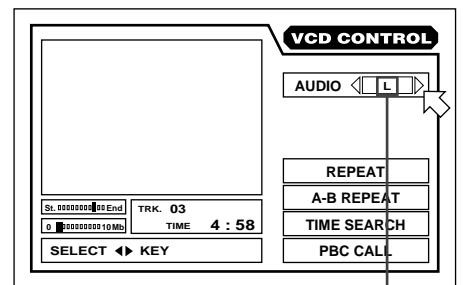 VCD CONTROL
AUDIO L
REPEAT
A-B REPEAT
TIME SEARCH
PBC CALL
St. End
0 10Mb
TRK. 03
TIME 4 : 58
SELECT KEY